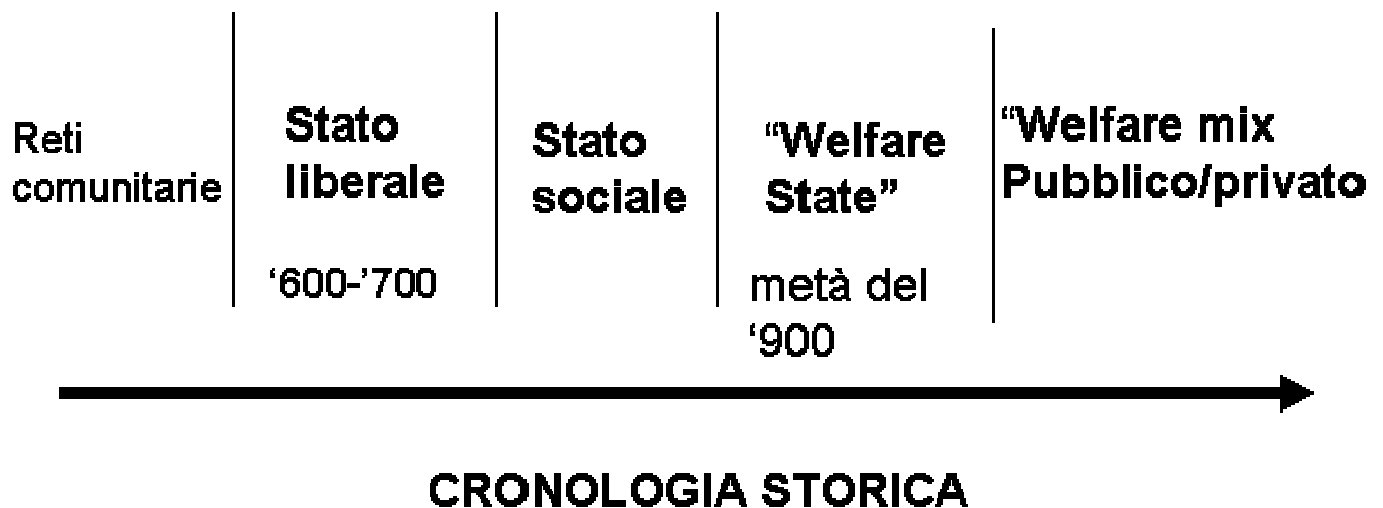 Reti
comunitarie
Stato
liberale
‘600-’700
Stato
sociale
“Welfare
State”
metà del
‘900
“Welfare mix
Pubblico/privato
CRONOLOGIA STORICA